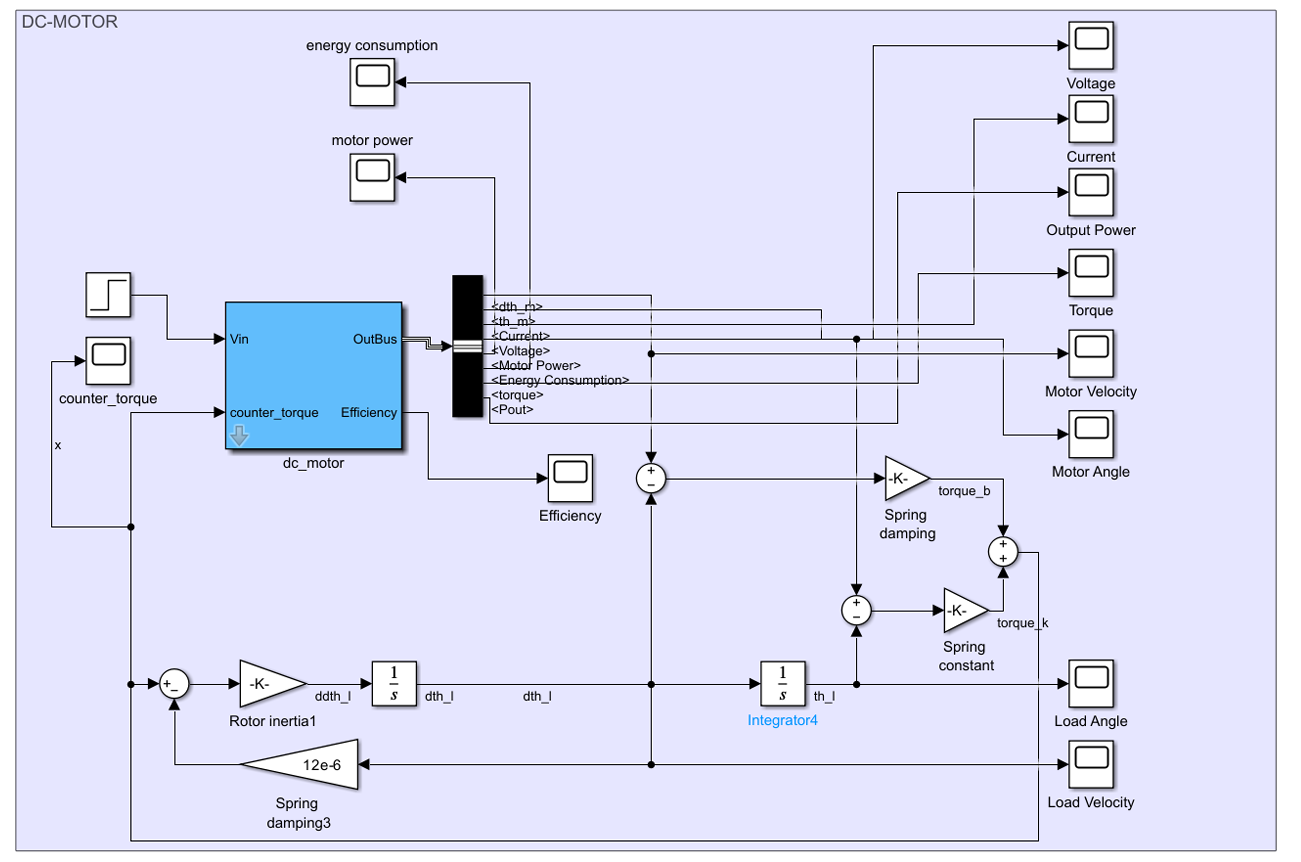 DC-MOTOR
energy consumption
motor power
Voltage
Current
Output Power
Torque
Motor Velocity
Motor Angle
Vin
OutBus
counter_torque
Efficiency
dc_motor
counter_torque
x
<dth_m>
<th_m>
<Current>
<Voltage>
<Motor Power>
<Energy Consumption>
<torque>
<Pout>
Efficiency
+
−
-K-
torque_b
Spring
damping
+
+
+
−
-K-
torque_k
Spring
constant
+
−
-K-
ddth_l
Rotor inertia1
1
s
dth_l
dth_l
1
s
th_l
Integrator4
Load Angle
12e-6
Spring
damping3
Load Velocity